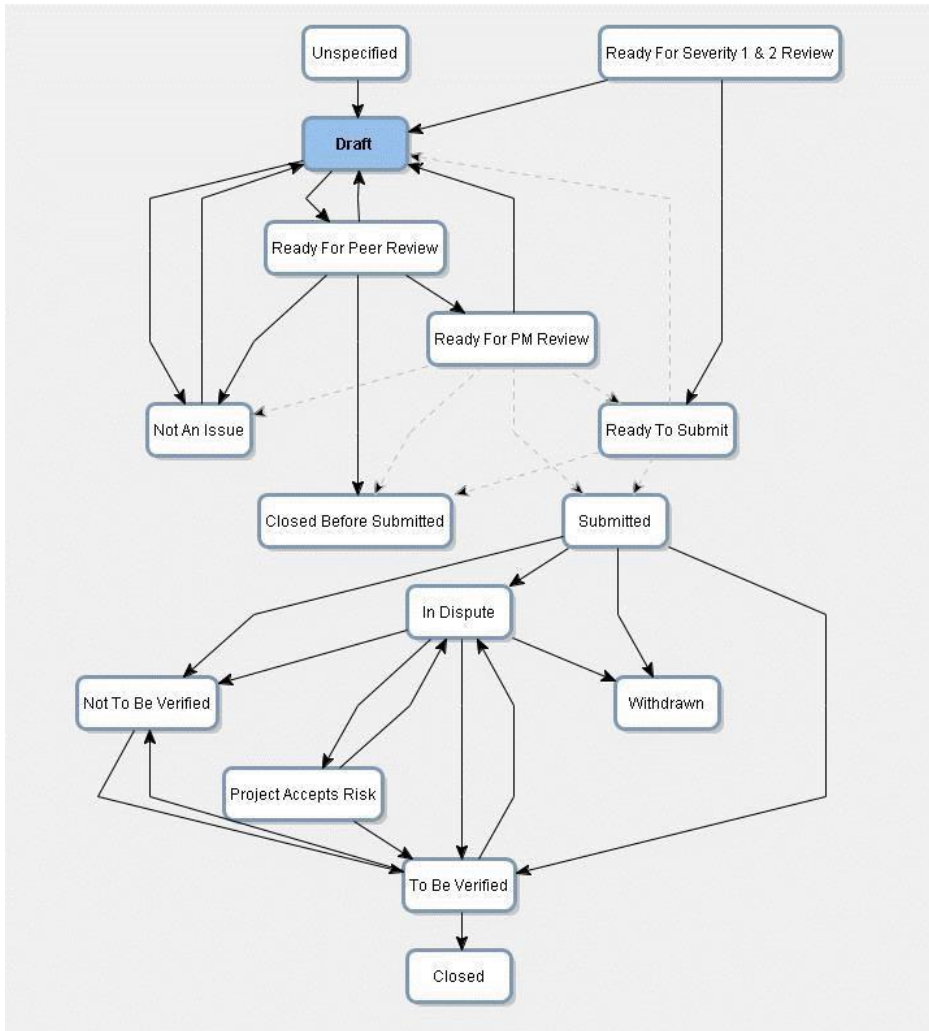 Unspecified
Ready For Severity 1 & 2 Review
Draft
Ready For Peer Review
Ready For PM Review
Not An Issue
Ready To Submit
Closed Before Submitted
Submitted
In Dispute
Not To Be Verified
Withdrawn
Project Accepts Risk
To Be Verified
Closed